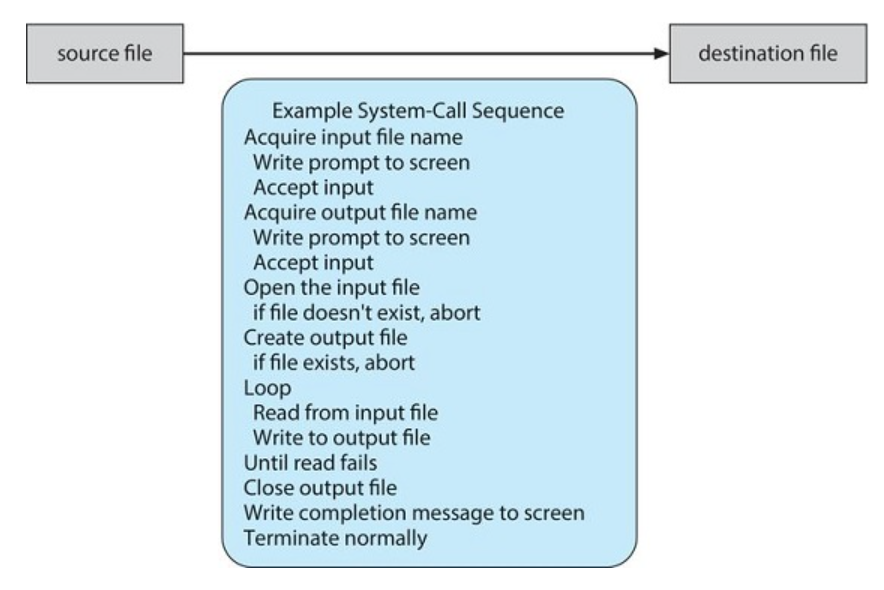 source file
destination file
Example System-Call Sequence
Acquire input file name
Write prompt to screen
Accept input
Acquire output file name
Write prompt to screen
Accept input
Open the input file
if file doesn't exist, abort
Create output file
if file exists, abort
Loop
Read from input file
Write to output file
Until read fails
Close output file
Write completion message to screen
Terminate normally